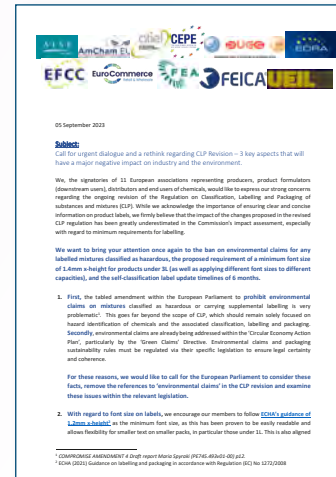 AISE
AmCham EU
CEPE
DUCC
EDRA
EFCC
EuroCommerce
FEA
FEICA
UEIL
05 September 2023
Subject:
Call for urgent dialogue and a rethink regarding CLP Revision – 3 key aspects that will
have a major negative impact on industry and the environment.
We, the signatories of 11 European associations representing producers, product formulators
(downstream users), distributors and end users of chemicals, would like to express our strong concerns
regarding the ongoing revision of the Regulation on Classification, Labelling and Packaging of
substances and mixtures (CLP). While we acknowledge the importance of ensuring clear and concise
information on product labels, we firmly believe that the impact of the changes proposed in the revised
CLP regulation has been greatly underestimated in the Commission's impact assessment, especially
with regard to minimum requirements for labelling.
We want to bring your attention once again to the ban on environmental claims for any
labelled mixtures classified as hazardous, the proposed requirement of a minimum font size
of 1.4mm x-height for products under 3L (as well as applying different font sizes to different
capacities), and the self-classification label update timelines of 6 months.
1. First, the tabled amendment within the European Parliament to prohibit environmental
claims on mixtures classified as hazardous or carrying supplemental labelling is very
problematic¹. This goes far beyond the scope of CLP, which should remain solely focused on
hazard identification of chemicals and the associated classification, labelling and packaging.
Secondly, environmental claims are already being addressed within the 'Circular Economy Action
Plan', particularly by the 'Green Claims' Directive. Environmental claims and packaging
sustainability rules must be regulated via their specific legislation to ensure legal certainty
and coherence.
For these reasons, we would like to call for the European Parliament to consider these
facts, remove the references to 'environmental claims' in the CLP revision and examine
these issues within the relevant legislation.
2. With regard to font size on labels, we encourage our members to follow ECHA's guidance of
1.2mm x-height² as the minimum font size, as this has been proven to be easily readable and
allows flexibility for smaller text on smaller packs, in particular those under 1L. This is also aligned
¹ COMPROMISE AMENDMENT 4 Draft report Maria Spyraki (PE745.493v01-00) p12.
² ECHA (2021) Guidance on labelling and packaging in accordance with Regulation (EC) No 1272/2008